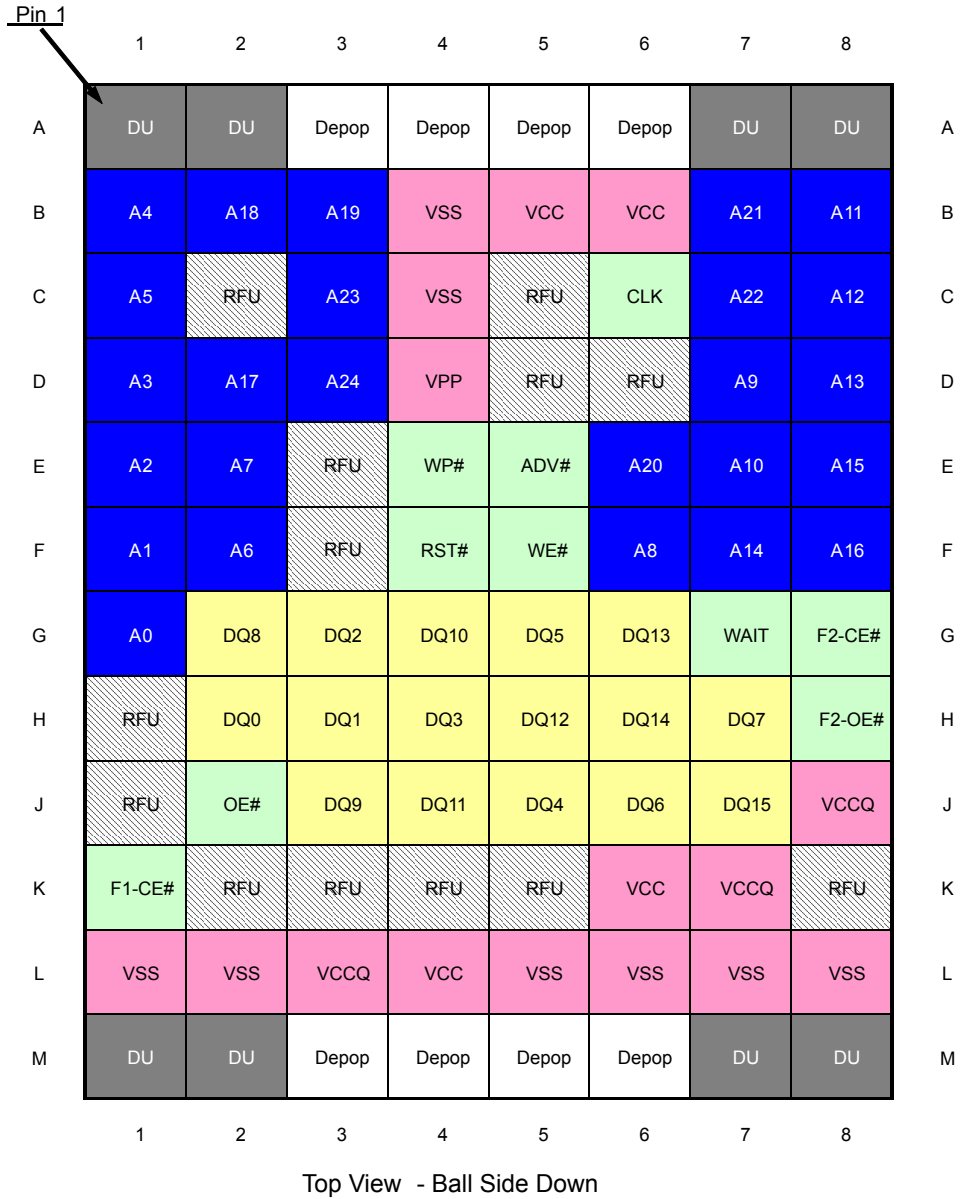 Pin 1
1 2 3 4 5 6 7 8
A DU DU Depop Depop Depop Depop DU DU A
B A4 A18 A19 VSS VCC VCC A21 A11 B
C A5 RFU A23 VSS RFU CLK A22 A12 C
D A3 A17 A24 VPP RFU RFU A9 A13 D
E A2 A7 RFU WP# ADV# A20 A10 A15 E
F A1 A6 RFU RST# WE# A8 A14 A16 F
G A0 DQ8 DQ2 DQ10 DQ5 DQ13 WAIT F2-CE# G
H RFU DQ0 DQ1 DQ3 DQ12 DQ14 DQ7 F2-OE# H
J RFU OE# DQ9 DQ11 DQ4 DQ6 DQ15 VCCQ J
K F1-CE# RFU RFU RFU RFU VCC VCCQ RFU K
L VSS VSS VCCQ VCC VSS VSS VSS VSS L
M DU DU Depop Depop Depop Depop DU DU M
1 2 3 4 5 6 7 8
Top View - Ball Side Down